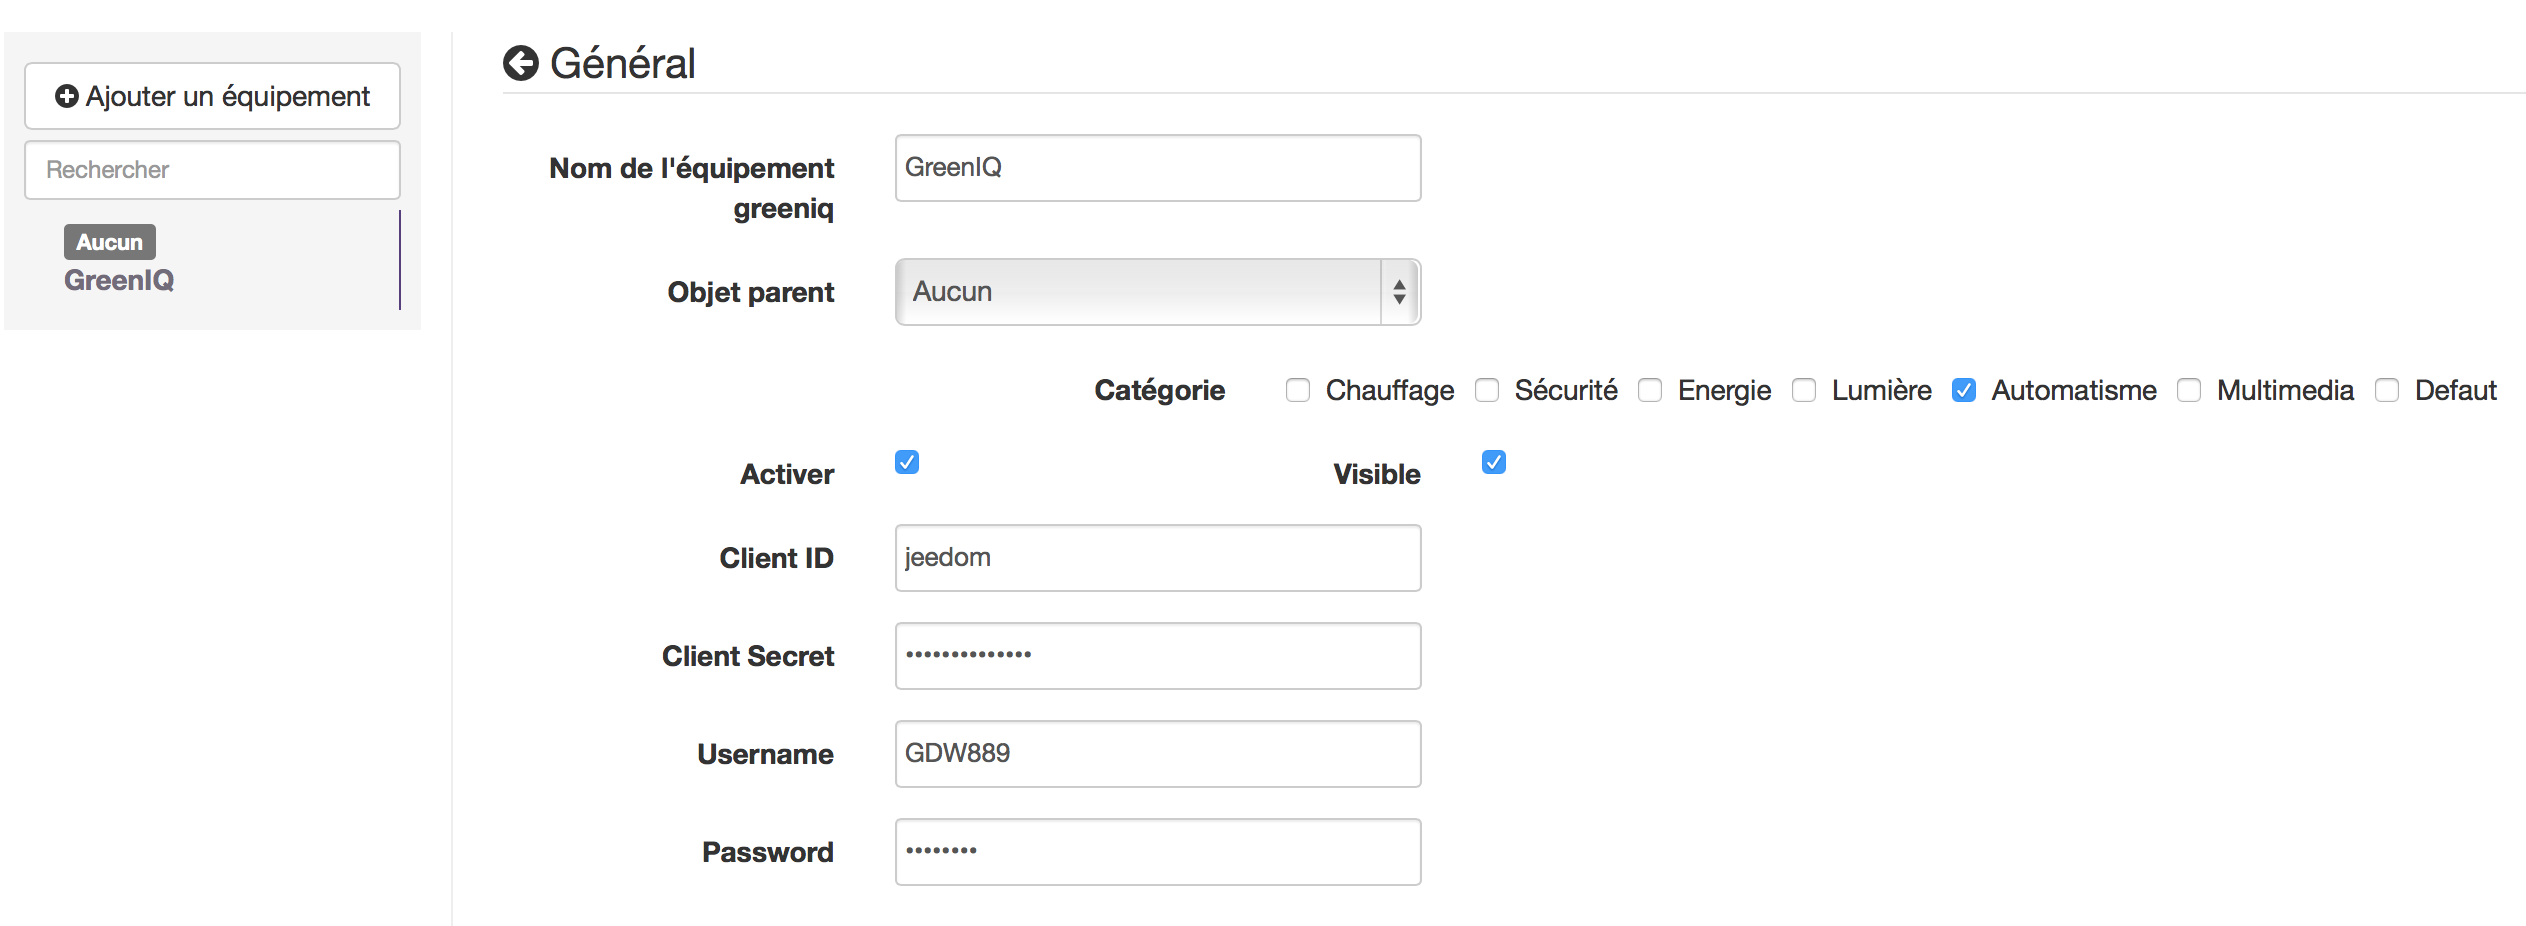 Ajouter un équipement
Rechercher
Aucun
GreenIQ
Général
Nom de l'équipement
greeniq
GreenIQ
Objet parent
Aucun
Catégorie Chauffage Sécurité Energie Lumière Automatisme Multimedia Defaut
Activer Visible
Client ID jeedom
Client Secret ••••••••••••••
Username GDW889
Password ••••••••